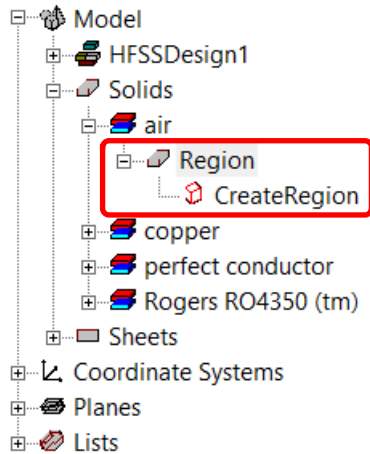 Model
HFSSDesign1
Solids
air
Region
CreateRegion
copper
perfect conductor
Rogers RO4350 (tm)
Sheets
Coordinate Systems
Planes
Lists